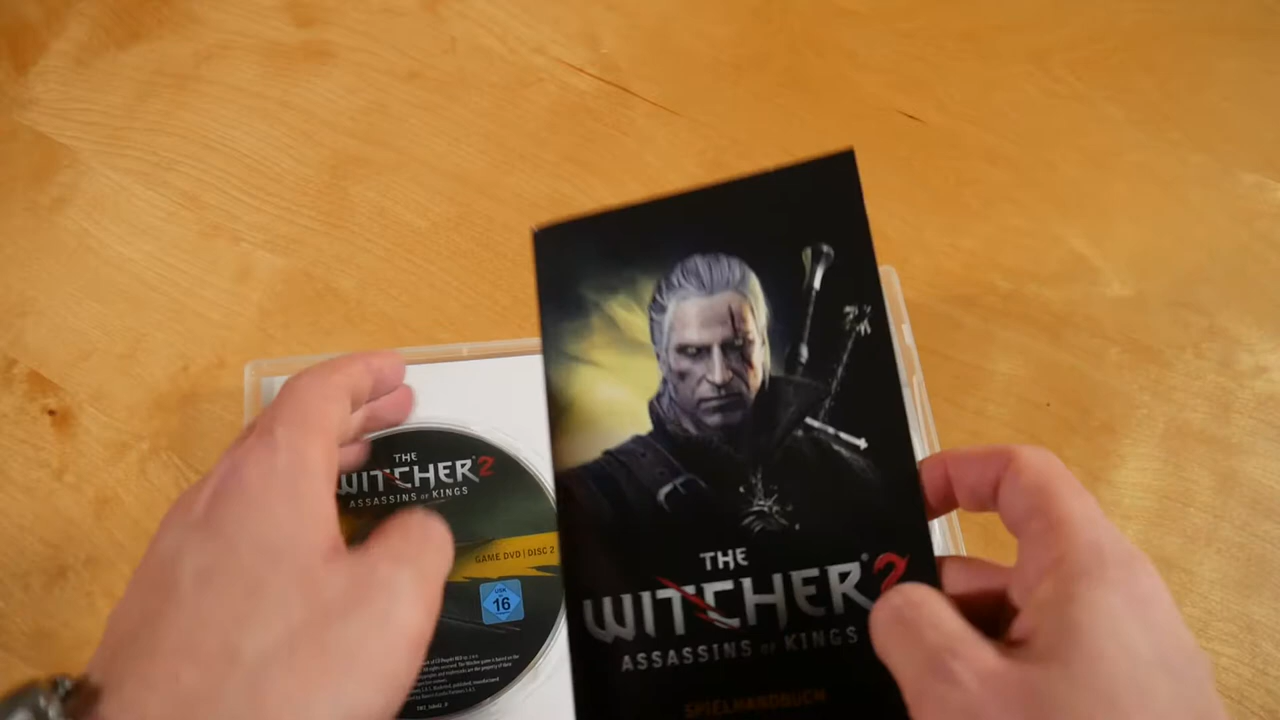 THE
WITCHER 2
ASSASSINS OF KINGS
GAME DVD | DISC 2
USK
16
THE
WITCHER® 2
ASSASSINS OF KINGS
SPIELHANDBUCH